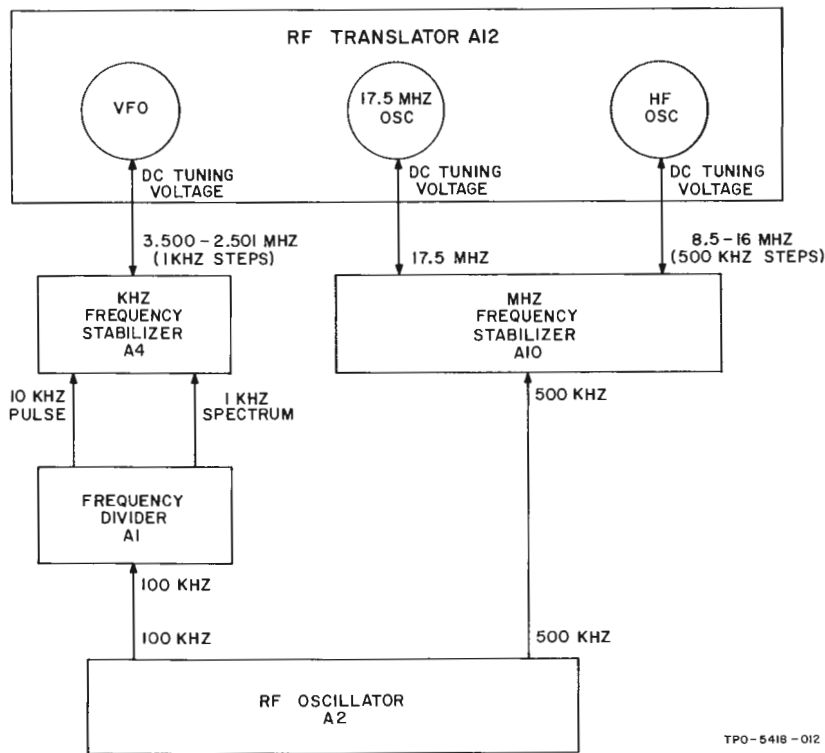 RF TRANSLATOR A12
VFO
17.5 MHZ
OSC
HF
OSC
DC TUNING
VOLTAGE
DC TUNING
VOLTAGE
DC TUNING
VOLTAGE
3.500-2.501 MHZ
(1KHZ STEPS)
17.5 MHZ
8.5-16 MHZ
(500 KHZ STEPS)
KHZ
FREQUENCY
STABILIZER
A4
MHZ
FREQUENCY
STABILIZER
A10
10 KHZ
PULSE
1 KHZ
SPECTRUM
500 KHZ
FREQUENCY
DIVIDER
A1
100 KHZ
100 KHZ
500 KHZ
RF OSCILLATOR
A2
TPO-5418-012